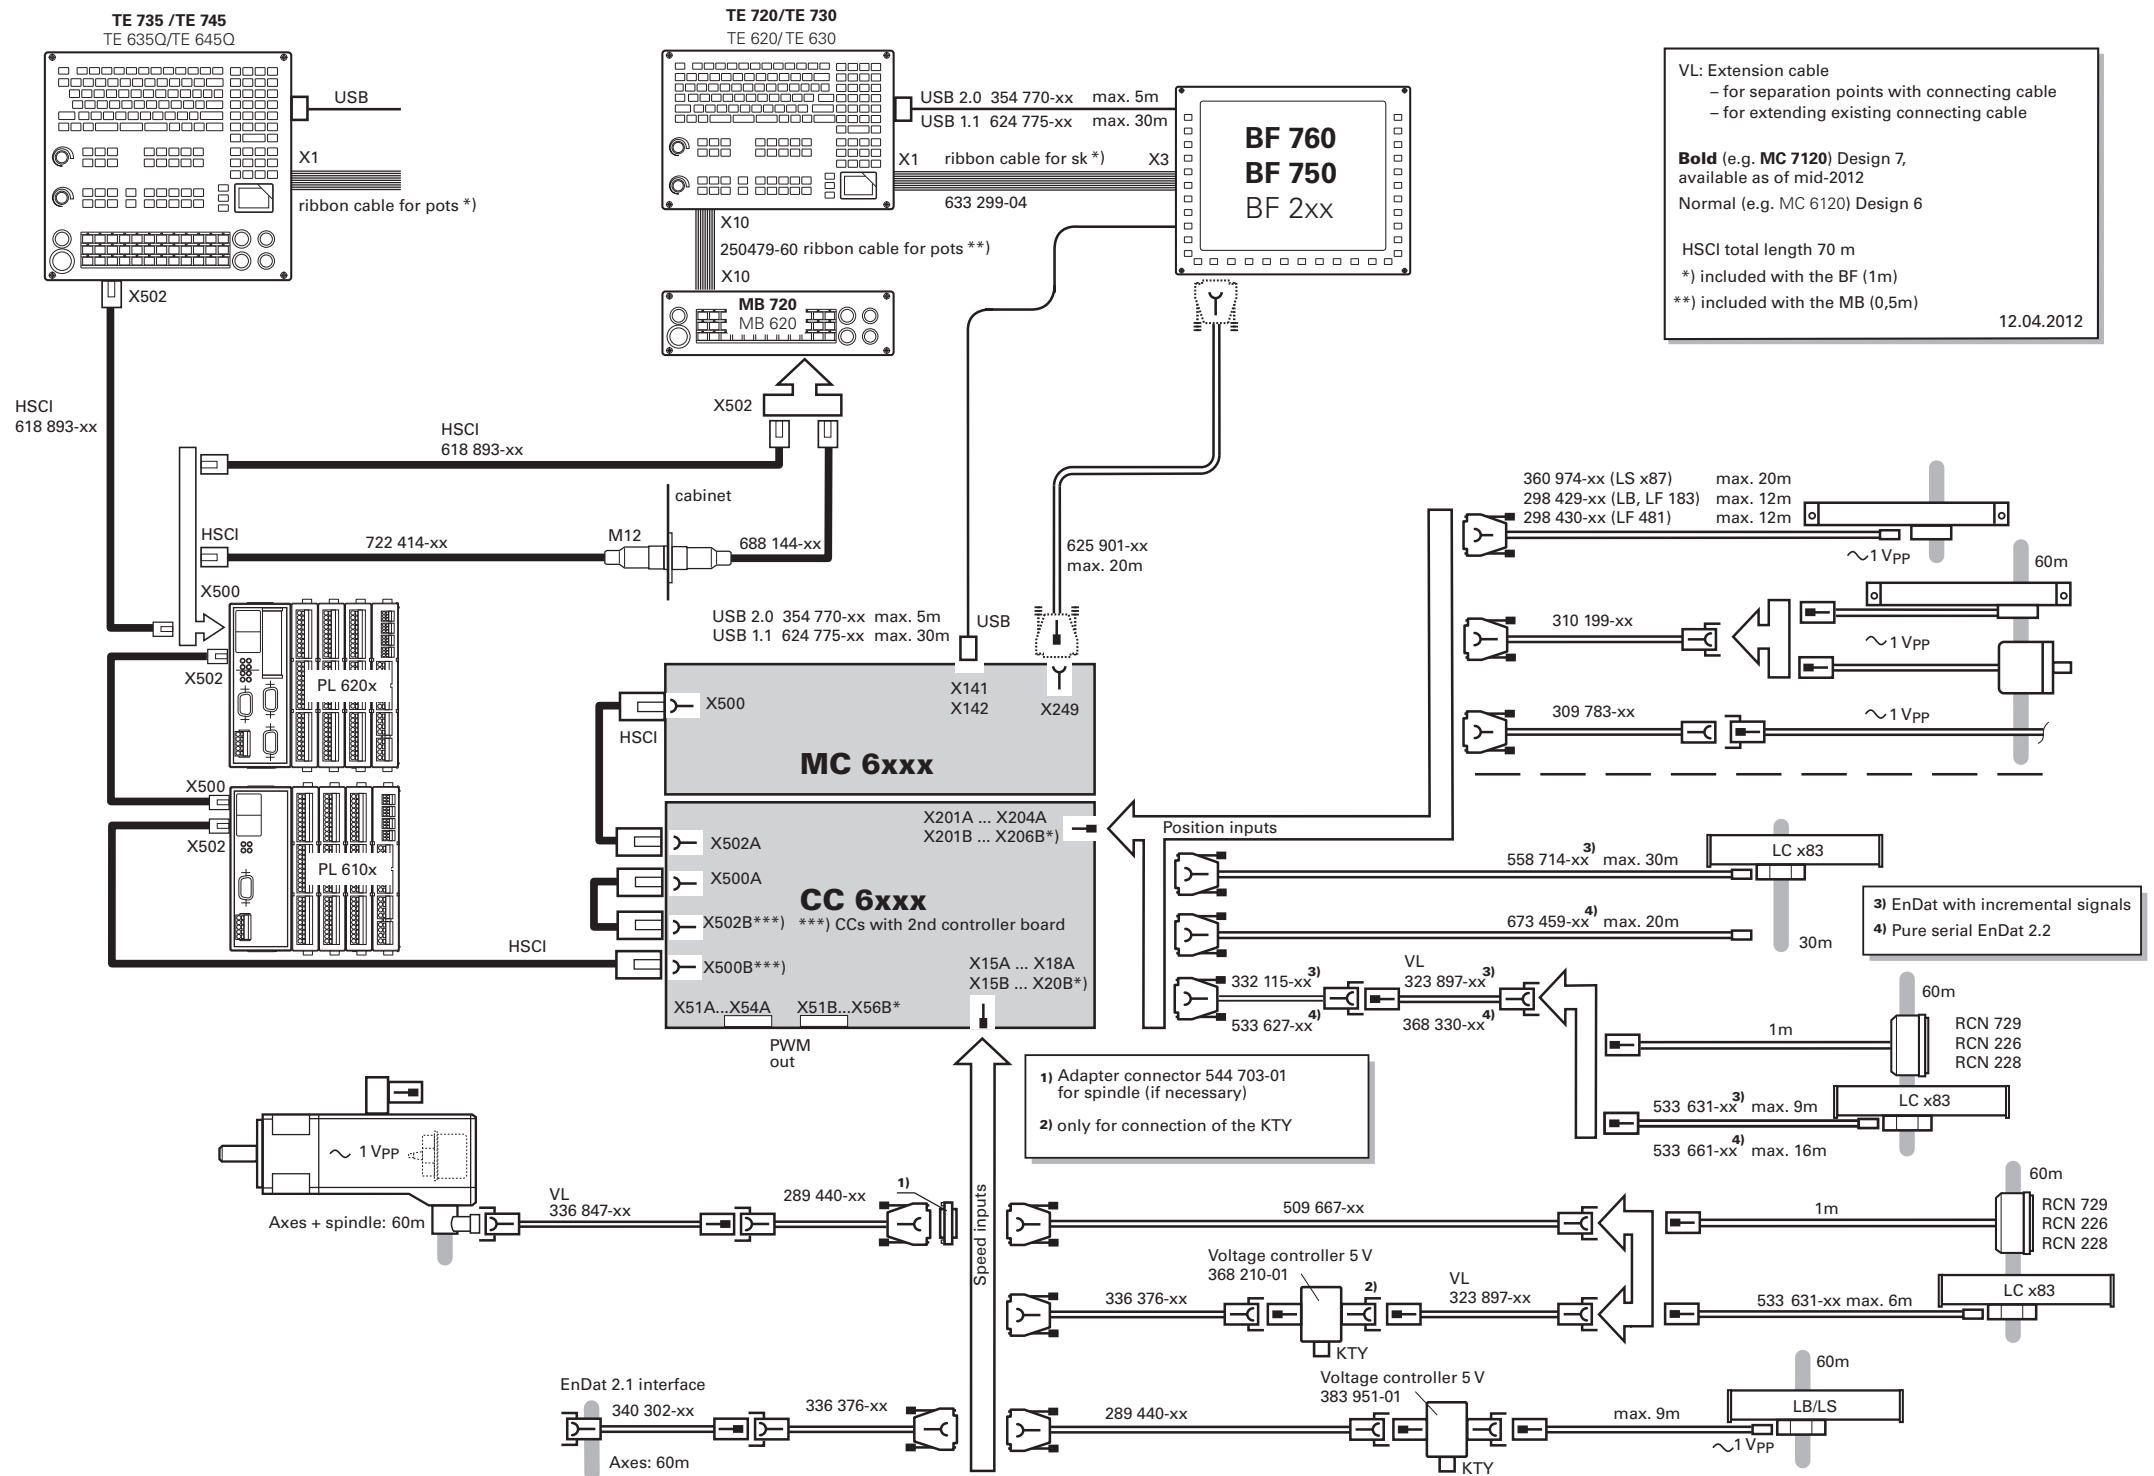 TE 735 /TE 745
TE 635Q/TE 645Q
USB
X1
ribbon cable for pots *)
X502
HSCI
618 893-xx
TE 720/TE 730
TE 620/ TE 630
USB 2.0 354 770-xx max. 5m
USB 1.1 624 775-xx max. 30m
X1 ribbon cable for sk *) X3
633 299-04
X10
250479-60 ribbon cable for pots **)
X10
MB 720
MB 620
X502
BF 760
BF 750
BF 2xx
VL: Extension cable
– for separation points with connecting cable
– for extending existing connecting cable
Bold (e.g. MC 7120) Design 7,
available as of mid-2012
Normal (e.g. MC 6120) Design 6
HSCI total length 70 m
*) included with the BF (1m)
**) included with the MB (0,5m)
12.04.2012
HSCI
618 893-xx
cabinet
HSCI
722 414-xx
M12
688 144-xx
X500
625 901-xx
max. 20m
USB 2.0 354 770-xx max. 5m
USB 1.1 624 775-xx max. 30m
USB
X502
PL 620x
X500
X502
PL 610x
HSCI
X500
HSCI
X141
X142
X249
MC 6xxx
X201A ... X204A
X201B ... X206B*)
X502A
X500A
CC 6xxx
X502B***) ***) CCs with 2nd controller board
X500B***)
X15A ... X18A
X15B ... X20B*)
X51A...X54A
X51B...X56B*
PWM
out
Position inputs
360 974-xx (LS x87) max. 20m
298 429-xx (LB, LF 183) max. 12m
298 430-xx (LF 481) max. 12m
~1 VPP
60m
310 199-xx
~1 VPP
309 783-xx
~1 VPP
558 714-xx 3) max. 30m
LC x83
673 459-xx 4) max. 20m
30m
3) EnDat with incremental signals
4) Pure serial EnDat 2.2
332 115-xx 3)
533 627-xx 4)
VL
323 897-xx 3)
368 330-xx 4)
60m
1m
RCN 729
RCN 226
RCN 228
533 631-xx 3) max. 9m
LC x83
533 661-xx 4) max. 16m
1) Adapter connector 544 703-01
for spindle (if necessary)
2) only for connection of the KTY
~ 1 VPP
Axes + spindle: 60m
VL
336 847-xx
289 440-xx
1)
Speed inputs
509 667-xx
1m
60m
RCN 729
RCN 226
RCN 228
Voltage controller 5 V
368 210-01
336 376-xx
2)
VL
323 897-xx
KTY
533 631-xx max. 6m
LC x83
EnDat 2.1 interface
340 302-xx
336 376-xx
Axes: 60m
Voltage controller 5 V
383 951-01
289 440-xx
KTY
max. 9m
~1 VPP
60m
LB/LS